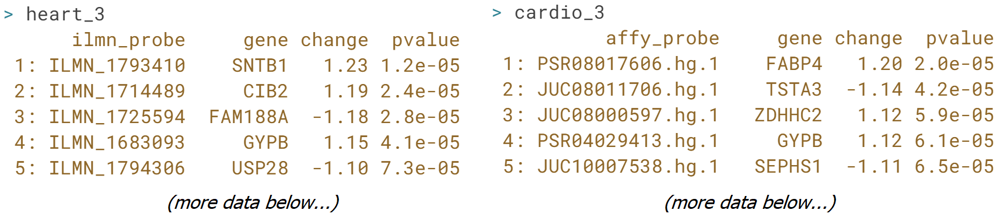 > heart_3
ilmn_probe gene change pvalue
1: ILMN_1793410 SNTB1 1.23 1.2e-05
2: ILMN_1714489 CIB2 1.19 2.4e-05
3: ILMN_1725594 FAM188A -1.18 2.8e-05
4: ILMN_1683093 GYPB 1.15 4.1e-05
5: ILMN_1794306 USP28 -1.10 7.3e-05
(more data below...)
> cardio_3
affy_probe gene change pvalue
1: PSR08017606.hg.1 FABP4 1.20 2.0e-05
2: JUC08011706.hg.1 TSTA3 -1.14 4.2e-05
3: JUC08000597.hg.1 ZDHHC2 1.12 5.9e-05
4: PSR04029413.hg.1 GYPB 1.12 6.1e-05
5: JUC10007538.hg.1 SEPHS1 -1.11 6.5e-05
(more data below...)